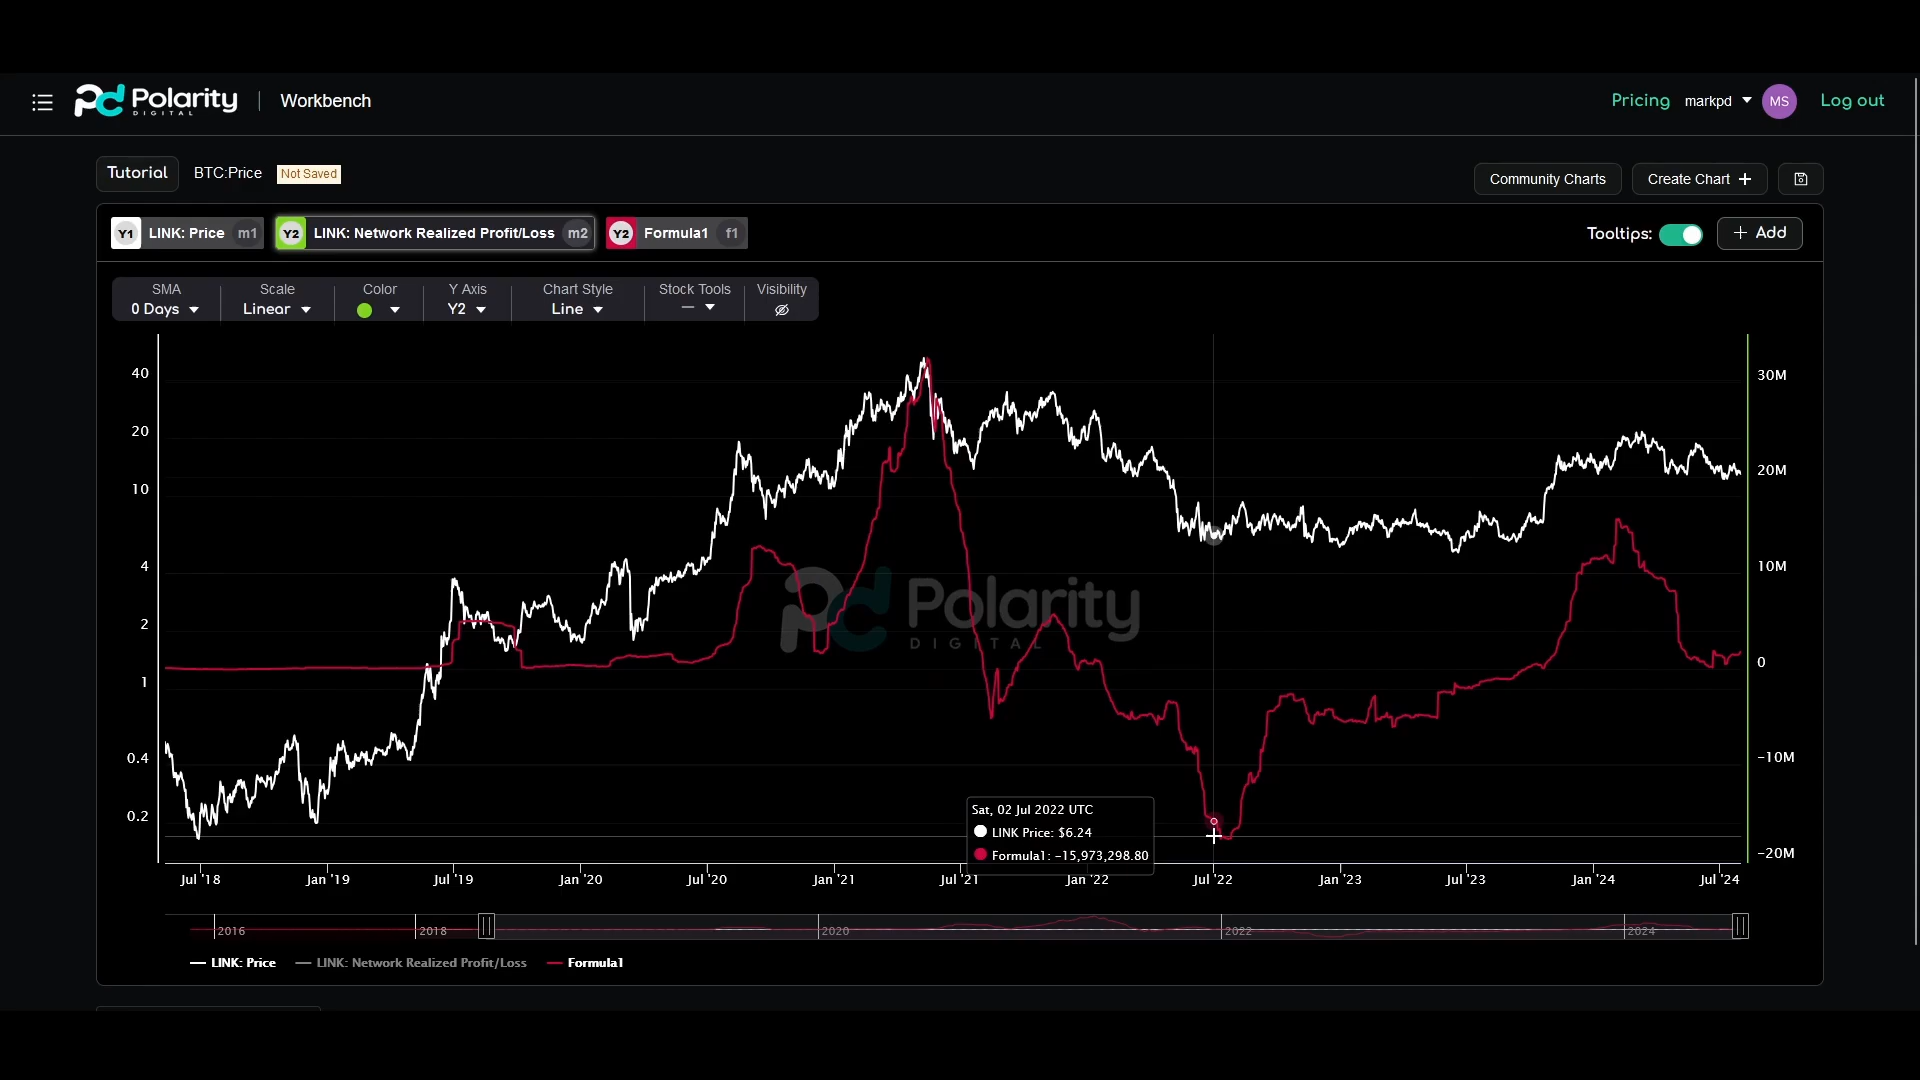 Polarity
DIGITAL
Workbench
Pricing markpd MS Log out
Tutorial BTC:Price Not Saved
Community Charts Create Chart
Y1 LINK: Price m1 Y2 LINK: Network Realized Profit/Loss m2 Y2 Formula1 f1
Tooltips: + Add
SMA Scale Color Y Axis Chart Style Stock Tools Visibility
0 Days Linear Y2 Line
40 30M
20
20M
10
4 10M
2
0
1
0.4 -10M
0.2
-20M
Polarity
DIGITAL
Sat, 02 Jul 2022 UTC
LINK Price: $6.24
Formula1: -15,973,298.80
Jul '18 Jan '19 Jul '19 Jan '20 Jul '20 Jan '21 Jul '21 Jan '22 Jul '22 Jan '23 Jul '23 Jan '24 Jul '24
2016 2018 2020 2022 2024
LINK: Price LINK: Network Realized Profit/Loss Formula1